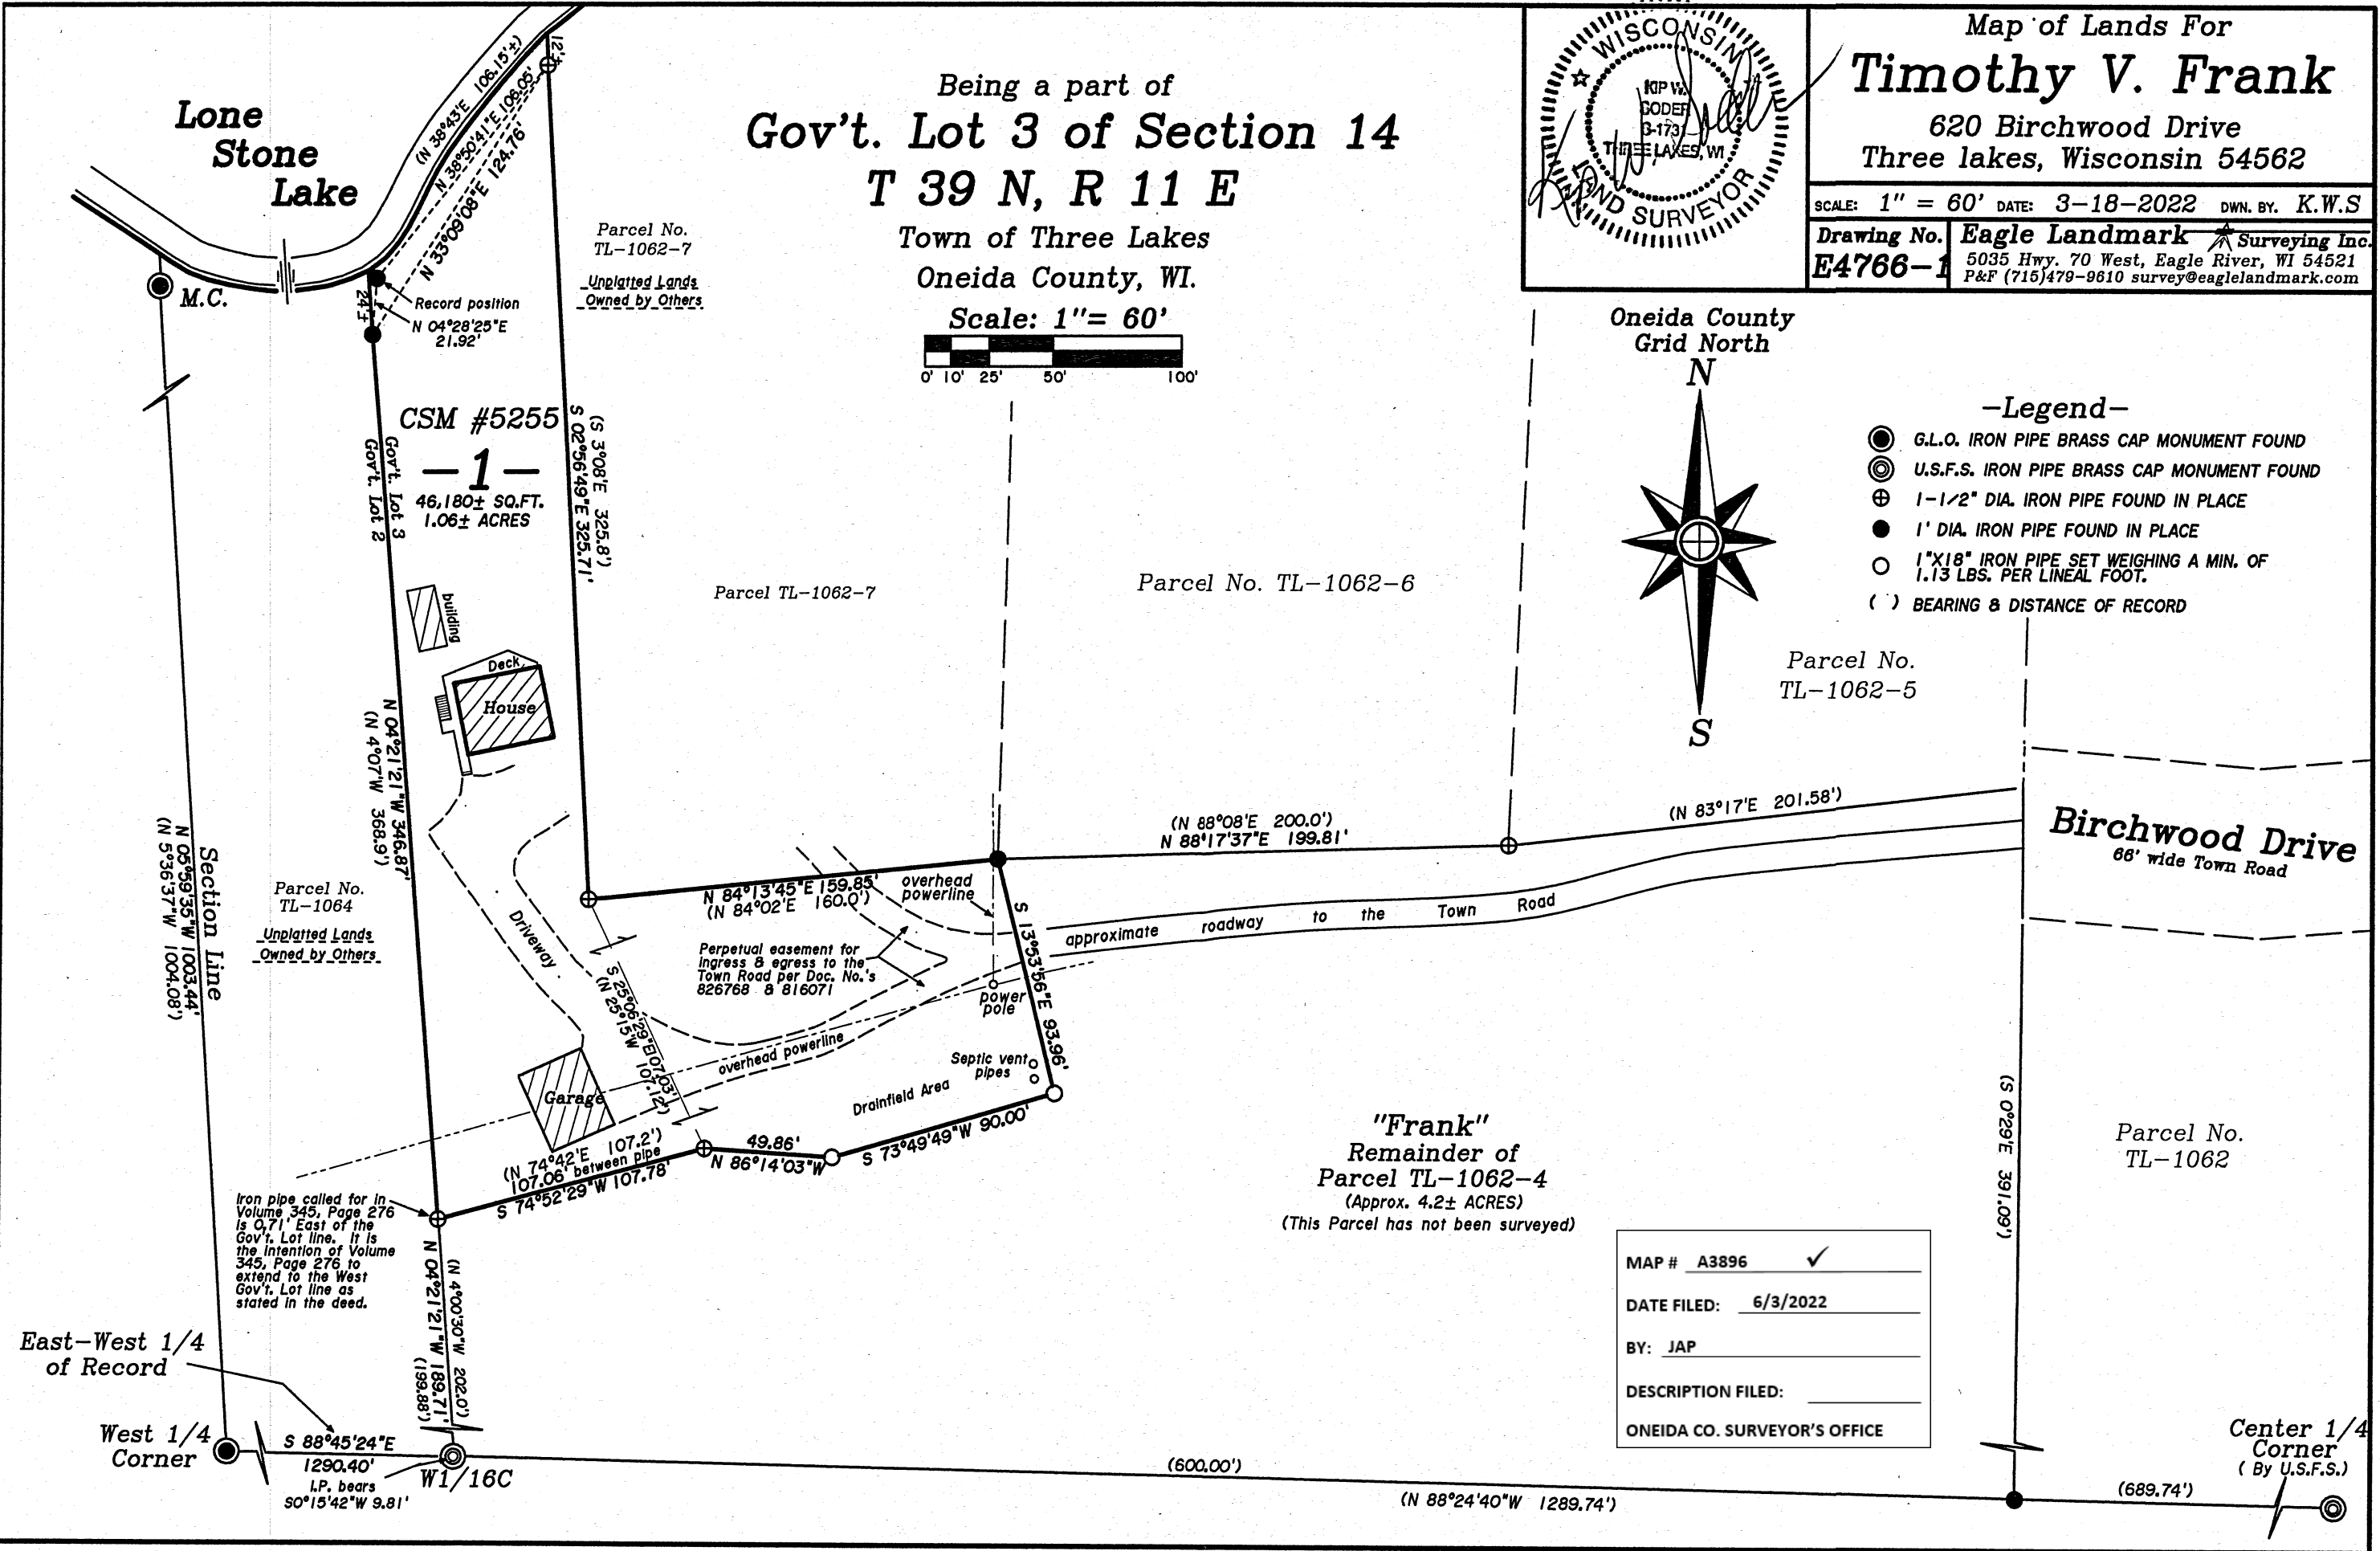 Map of Lands For
Timothy V. Frank
620 Birchwood Drive
Three lakes, Wisconsin 54562
SCALE: 1" = 60' DATE: 3-18-2022 DWN. BY. K.W.S
Drawing No.
E4766-1
Eagle Landmark Surveying Inc.
5035 Hwy. 70 West, Eagle River, WI 54521
P&F (715)479-9610 survey@eaglelandmark.com
WISCONSIN
KIP W.
THREE LAKES, WI
LAND SURVEYOR
Being a part of
Gov't. Lot 3 of Section 14
T 39 N, R 11 E
Town of Three Lakes
Oneida County, WI.
Scale: 1"= 60'
0' 10' 25' 50' 100'
Lone
Stone
Lake
(N 38°43'E 106.15'±)
N 38°50'41"E 106.05'
N 33°09'08"E 124.76'
12'±
24'±
M.C.
Record position
N 04°28'25"E
21.92'
Parcel No.
TL-1062-7
Unplatted Lands
Owned by Others
Oneida County
Grid North
N
S
-Legend-
G.L.O. IRON PIPE BRASS CAP MONUMENT FOUND
U.S.F.S. IRON PIPE BRASS CAP MONUMENT FOUND
1-1/2" DIA. IRON PIPE FOUND IN PLACE
1' DIA. IRON PIPE FOUND IN PLACE
1"X18" IRON PIPE SET WEIGHING A MIN. OF
1.13 LBS. PER LINEAL FOOT.
( ) BEARING & DISTANCE OF RECORD
CSM #5255
-1-
46,180± SQ.FT.
1.06± ACRES
Gov't. Lot 3
Gov't. Lot 2
(S 3°08'E 325.8')
S 02°56'49"E 325.71'
building
Deck
House
Parcel TL-1062-7
Parcel No. TL-1062-6
Parcel No.
TL-1062-5
N 04°21'21"W 346.87'
(N 4°07'W 368.9')
Section Line
N 05°59'35"W 1003.44'
(N 5°36'37"W 1004.08')
Parcel No.
TL-1064
Unplatted Lands
Owned by Others
Driveway
N 84°13'45"E 159.85'
(N 84°02'E 160.0')
overhead
powerline
(N 88°08'E 200.0')
N 88°17'37"E 199.81'
(N 83°17'E 201.58')
Birchwood Drive
66' wide Town Road
approximate roadway to the Town Road
Perpetual easement for
Ingress & egress to the
Town Road per Doc. No.'s
826768 & 816071
S 25°06'29"E 107.03'
(N 25°15'W 107.12')
S 13°53'56"E 93.96'
power
pole
overhead powerline
Septic vent
pipes
Drainfield Area
Garage
(N 74°42'E 107.2')
107.06' between pipe
S 74°52'29"W 107.78'
49.86'
N 86°14'03"W
S 73°49'49"W 90.00'
Iron pipe called for in
Volume 345, Page 276
is 0.71' East of the
Gov't. Lot line. It is
the intention of Volume
345, Page 276 to
extend to the West
Gov't. Lot line as
stated in the deed.
(N 4°00'30"W 202.0')
N 04°21'21"W 189.71'
(199.88')
"Frank"
Remainder of
Parcel TL-1062-4
(Approx. 4.2± ACRES)
(This Parcel has not been surveyed)
(S 0°29'E 391.09')
Parcel No.
TL-1062
MAP # A3896 ✓
DATE FILED: 6/3/2022
BY: JAP
DESCRIPTION FILED:
ONEIDA CO. SURVEYOR'S OFFICE
East-West 1/4
of Record
West 1/4
Corner
S 88°45'24"E
1290.40'
I.P. bears
S0°15'42"W 9.81'
W1/16C
(600.00')
(N 88°24'40"W 1289.74')
(689.74')
Center 1/4
Corner
( By U.S.F.S.)